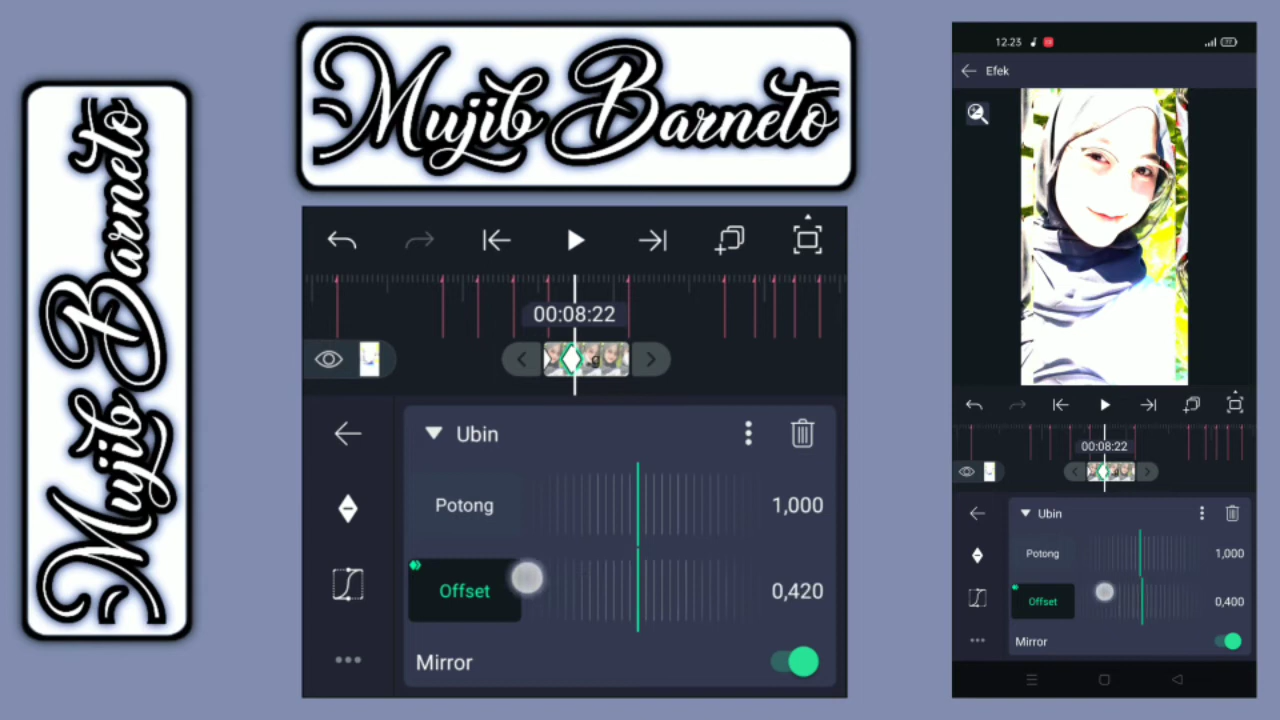 Mujib Barneto
Mujib Barneto
00:08:22
Ubin
Potong
1,000
Offset
0,420
Mirror
12.23
Efek
00:08:22
Ubin
Potong
1,000
Offset
0,400
Mirror